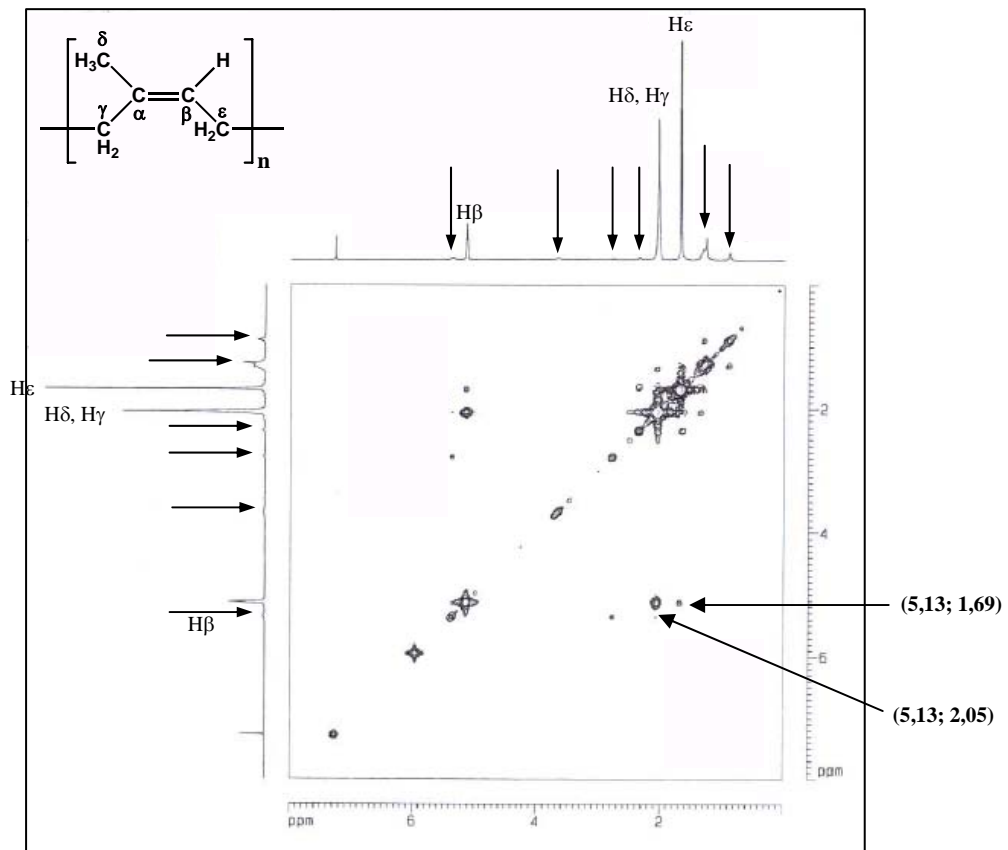 δ
H₃C
H
γ
C
C
α
β
ε
H₂C
H₂
n
Hε
Hδ, Hγ
Hβ
Hε
Hδ, Hγ
Hβ
2
4
6
ppm
ppm
6
4
2
(5,13; 1,69)
(5,13; 2,05)